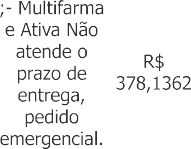 ;- Multifarma
e Ativa Não
atende o
prazo de
entrega,
pedido
emergencial.
R$
378,1362